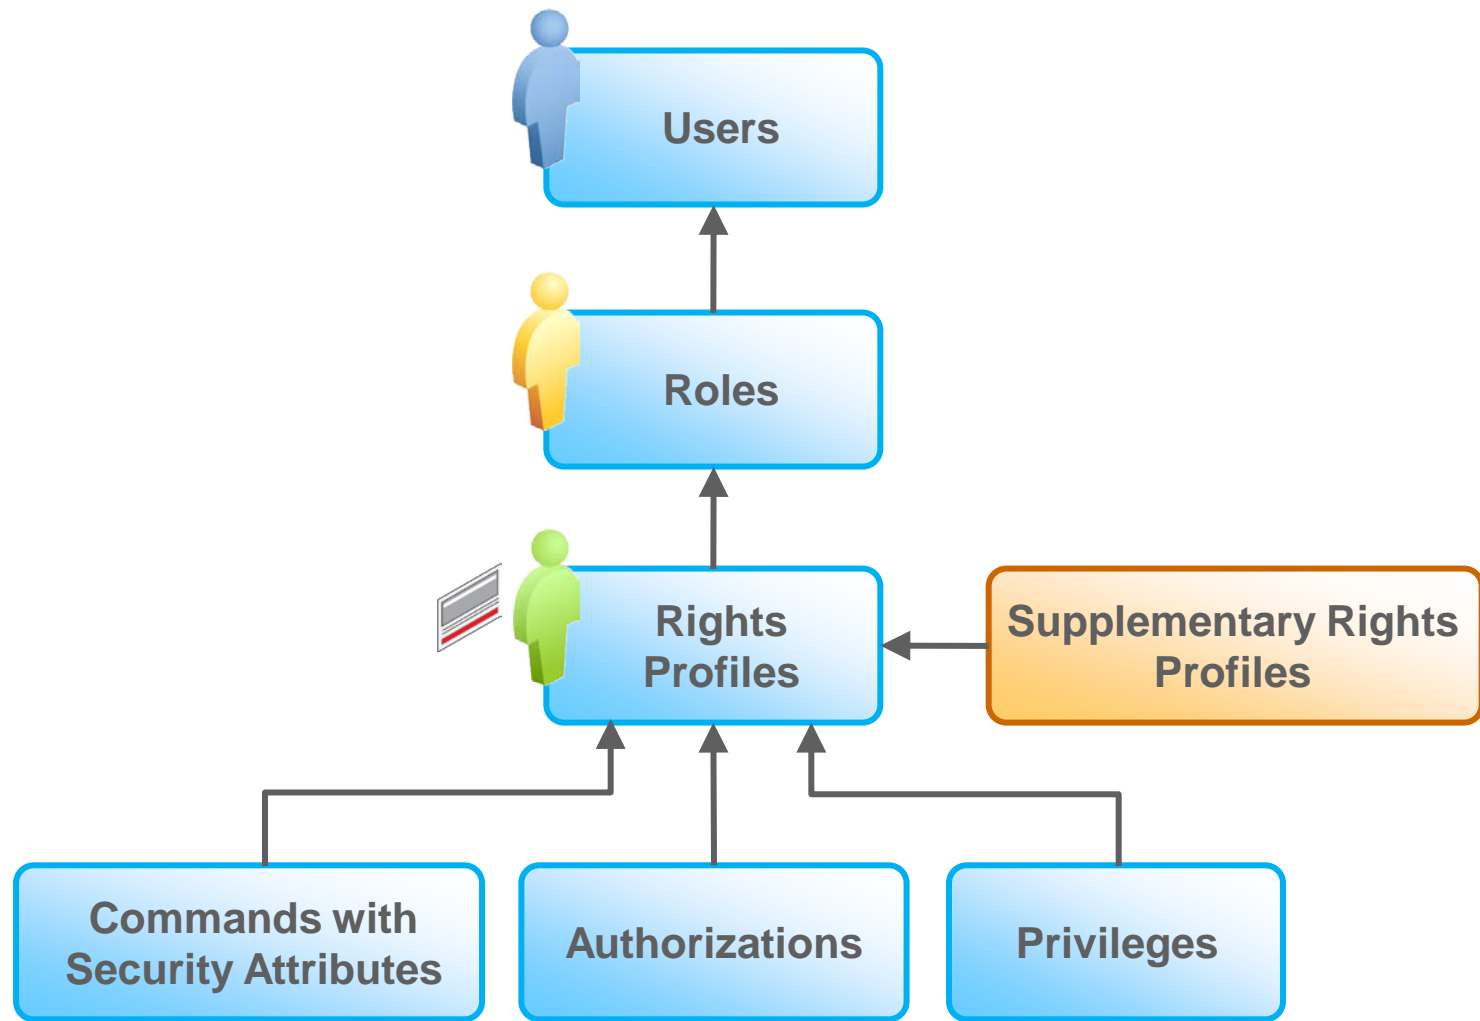 Users
Roles
Rights
Profiles
Supplementary Rights
Profiles
Commands with
Security Attributes
Authorizations
Privileges